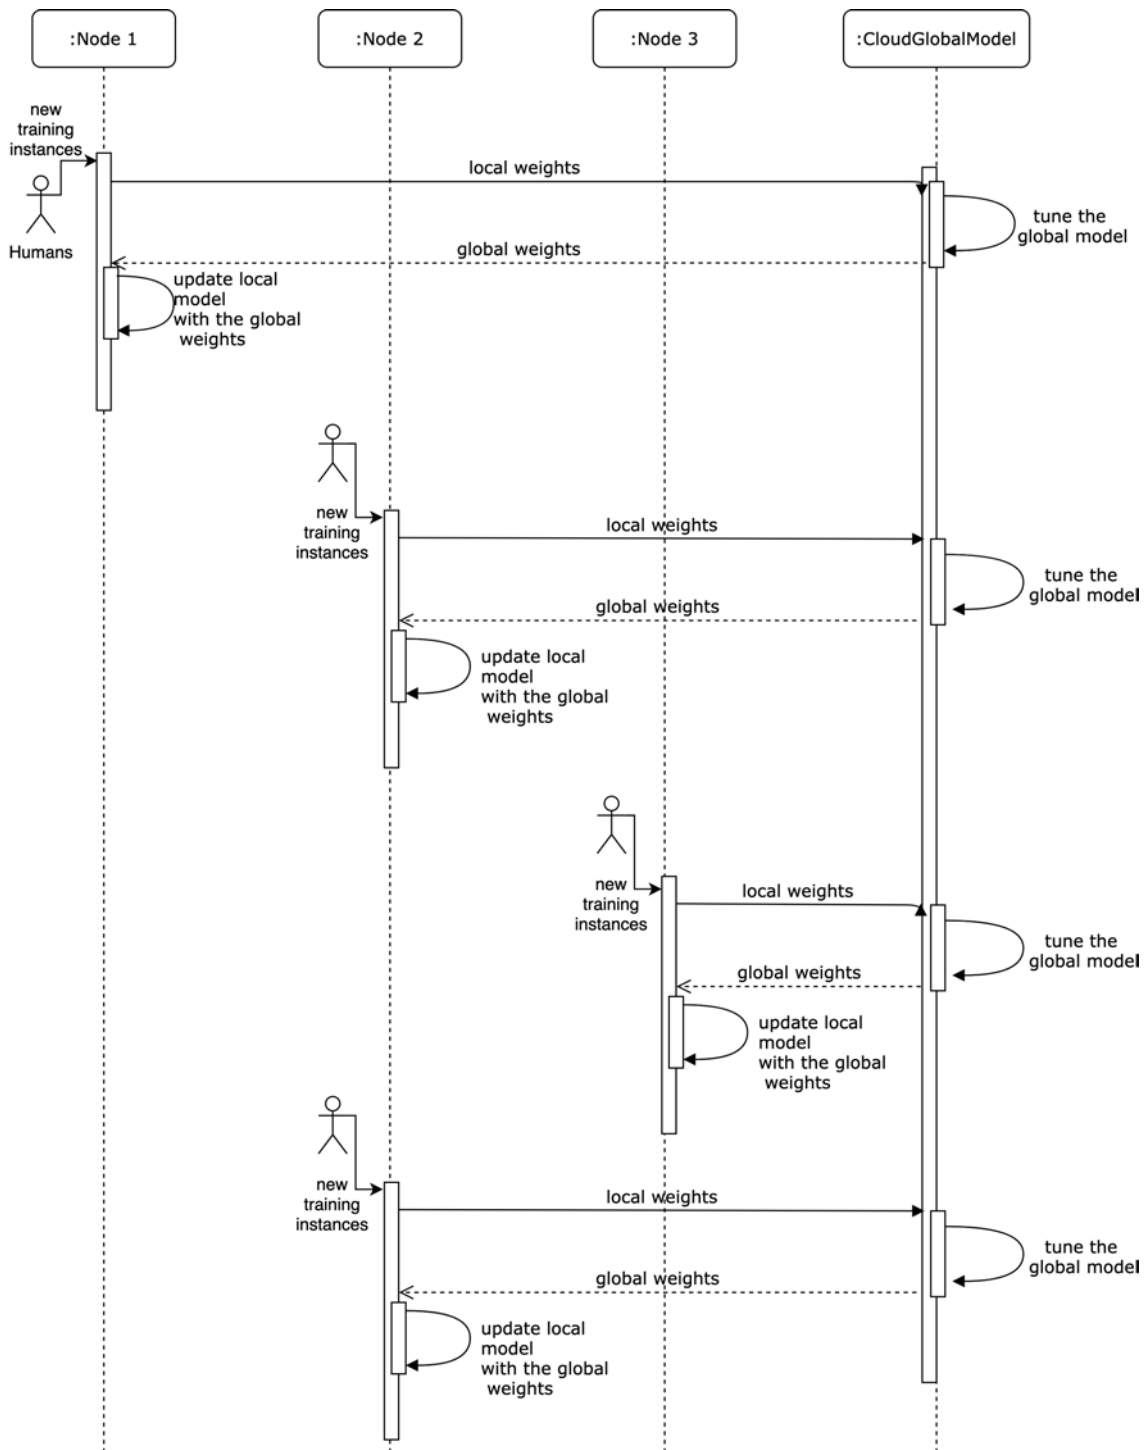 :Node 1
:Node 2
:Node 3
:CloudGlobalModel
new
training
instances
Humans
local weights
tune the
global model
global weights
update local
model
with the global
weights
new
training
instances
local weights
tune the
global model
global weights
update local
model
with the global
weights
new
training
instances
local weights
tune the
global model
global weights
update local
model
with the global
weights
new
training
instances
local weights
tune the
global model
global weights
update local
model
with the global
weights